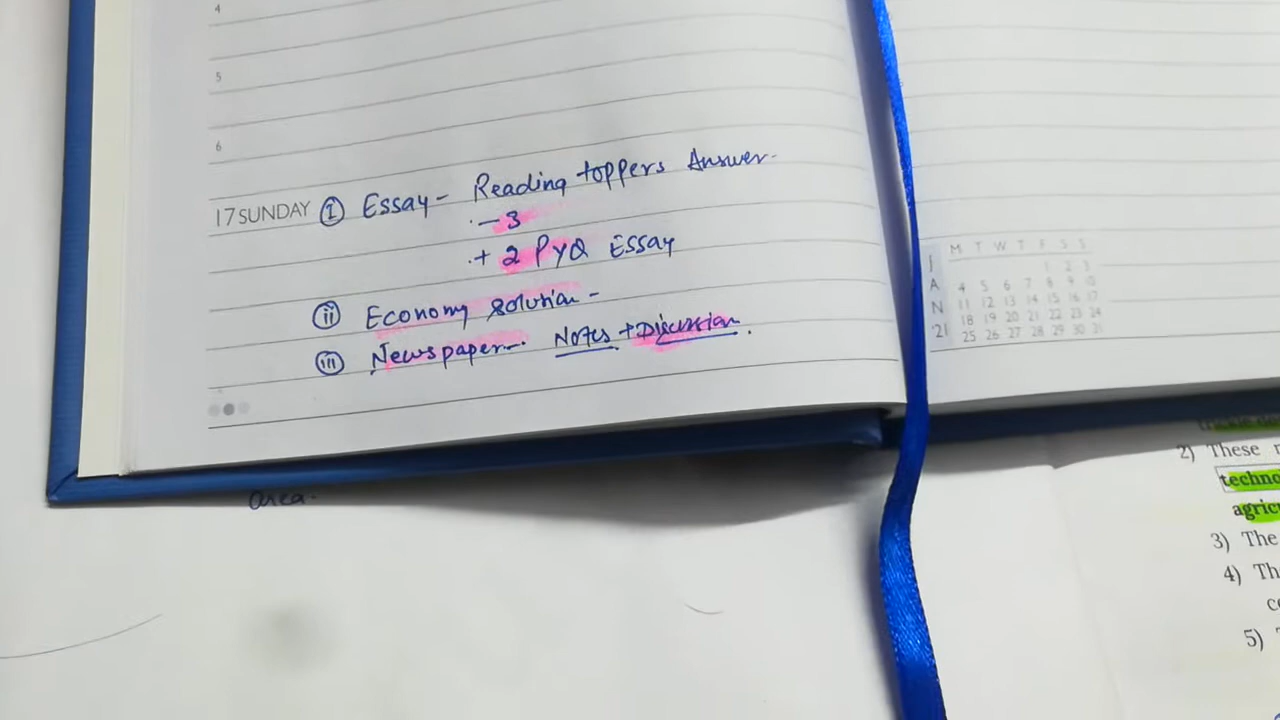 4
5
6
17 SUNDAY ① Essay - Reading toppers Answer.
- 3
+ 2 PYQ Essay
(ii) Economy solution -
(iii) Newspaper -. Notes + Discussion.
area.
M T W T F S S
J 1 2 3
A 4 5 6 7 8 9 10
N 11 12 13 14 15 16 17
18 19 20 21 22 23 24
21 25 26 27 28 29 30 31
2) These
techno
agric
3) The
4) Th
ce
5) T